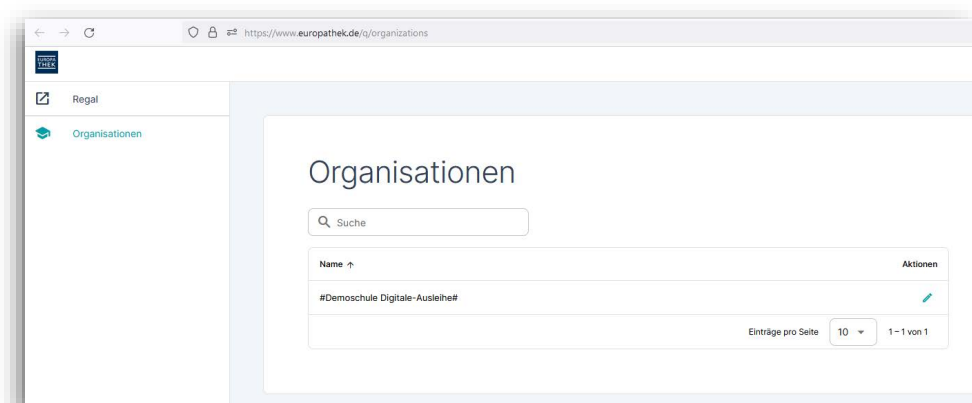 https://www.europathek.de/q/organizations
EUROPA
THEK
Regal
Organisationen
Organisationen
Suche
Name ↑ Aktionen
#Demoschule Digitale-Ausleihe#
Einträge pro Seite 10 1 – 1 von 1